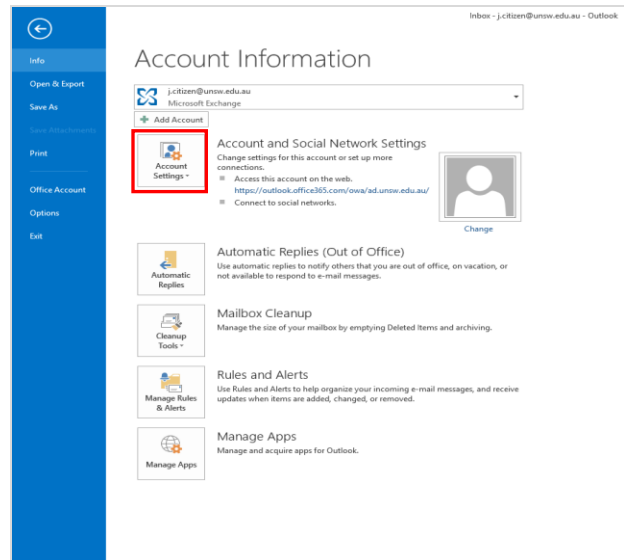 Inbox - j.citizen@unsw.edu.au - Outlook
Info
Open & Export
Save As
Save Attachments
Print
Office Account
Options
Exit
Account Information
j.citizen@unsw.edu.au
Microsoft Exchange
Add Account
Account
Settings
Account and Social Network Settings
Change settings for this account or set up more
connections.
Access this account on the web.
https://outlook.office365.com/owa/ad.unsw.edu.au/
Connect to social networks.
Change
Automatic
Replies
Automatic Replies (Out of Office)
Use automatic replies to notify others that you are out of office, on vacation, or
not available to respond to e-mail messages.
Cleanup
Tools
Mailbox Cleanup
Manage the size of your mailbox by emptying Deleted Items and archiving.
Manage Rules
& Alerts
Rules and Alerts
Use Rules and Alerts to help organize your incoming e-mail messages, and receive
updates when items are added, changed, or removed.
Manage Apps
Manage Apps
Manage and acquire apps for Outlook.